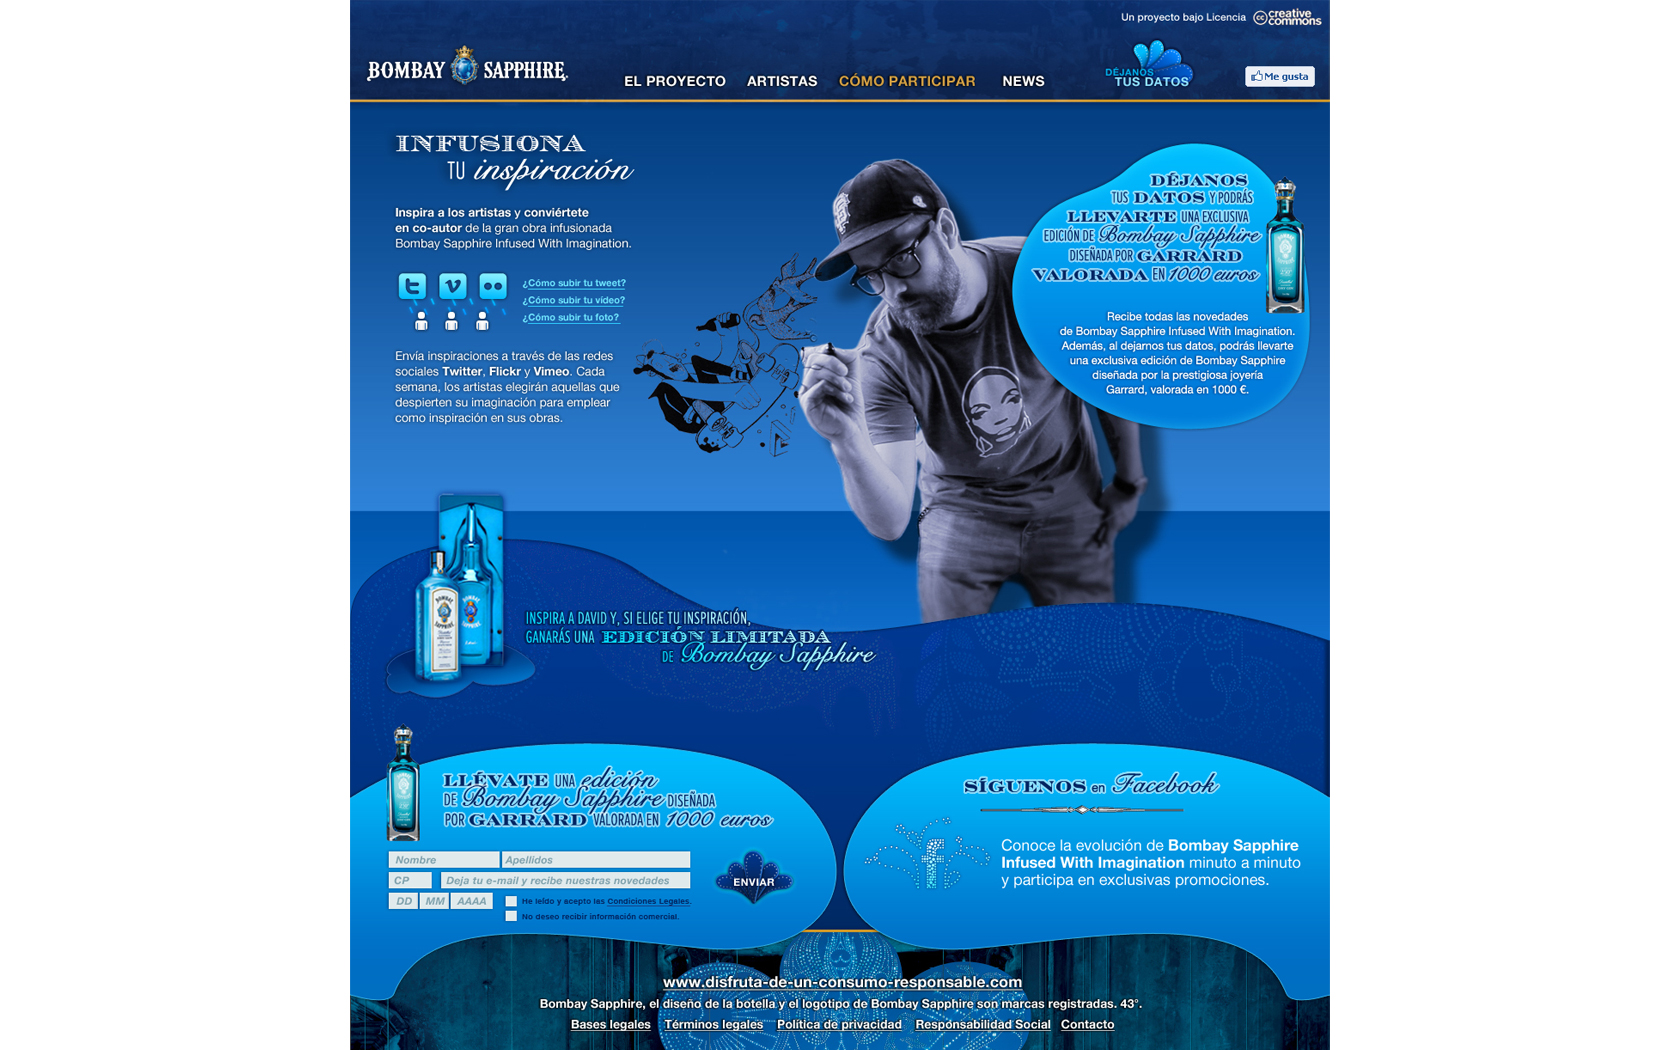 Un proyecto bajo Licencia cc creative commons
BOMBAY SAPPHIRE
EL PROYECTO ARTISTAS CÓMO PARTICIPAR NEWS
DÉJANOS
TUS DATOS
Me gusta
INFUSIONA
TU inspiración
Inspira a los artistas y conviértete
en co-autor de la gran obra infusionada
Bombay Sapphire Infused With Imagination.
¿Cómo subir tu tweet?
¿Cómo subir tu vídeo?
¿Cómo subir tu foto?
Envía inspiraciones a través de las redes
sociales Twitter, Flickr y Vimeo. Cada
semana, los artistas elegirán aquellas que
despierten su imaginación para emplear
como inspiración en sus obras.
DÉJANOS
TUS DATOS Y PODRÁS
LLEVARTE UNA EXCLUSIVA
EDICIÓN DE Bombay Sapphire
DISEÑADA POR GARRARD
VALORADA EN 1000 euros
Recibe todas las novedades
de Bombay Sapphire Infused With Imagination.
Además, al dejarnos tus datos, podrás llevarte
una exclusiva edición de Bombay Sapphire
diseñada por la prestigiosa joyería
Garrard, valorada en 1000 €.
BOMBAY
SAPPHIRE
INSPIRA A DAVID Y, SI ELIGE TU INSPIRACIÓN,
GANARÁS UNA EDICIÓN LIMITADA
DE Bombay Sapphire
LLÉVATE UNA edición
DE Bombay Sapphire DISEÑADA
POR GARRARD VALORADA EN 1000 euros
Nombre Apellidos
CP Deja tu e-mail y recibe nuestras novedades
DD MM AAAA
He leído y acepto las Condiciones Legales.
No deseo recibir información comercial.
ENVIAR
SÍGUENOS en Facebook
f
Conoce la evolución de Bombay Sapphire
Infused With Imagination minuto a minuto
y participa en exclusivas promociones.
www.disfruta-de-un-consumo-responsable.com
Bombay Sapphire, el diseño de la botella y el logotipo de Bombay Sapphire son marcas registradas. 43°.
Bases legales Términos legales Política de privacidad Responsabilidad Social Contacto